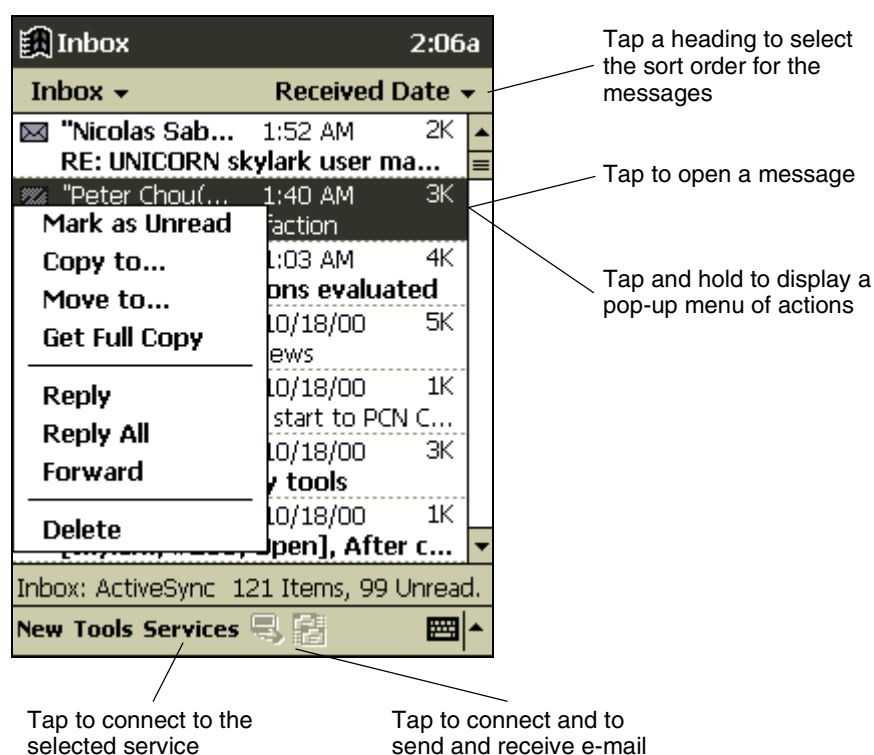 Inbox 2:06a
Inbox Received Date
"Nicolas Sab... 1:52 AM 2K
RE: UNICORN skylark user ma...
"Peter Chou(... 1:40 AM 3K
faction
1:03 AM 4K
ons evaluated
10/18/00 5K
ews
10/18/00 1K
start to PCN C...
10/18/00 3K
y tools
10/18/00 1K
Open], After c...
Mark as Unread
Copy to...
Move to...
Get Full Copy
Reply
Reply All
Forward
Delete
Inbox: ActiveSync 121 Items, 99 Unread.
New Tools Services
Tap a heading to select
the sort order for the
messages
Tap to open a message
Tap and hold to display a
pop-up menu of actions
Tap to connect to the
selected service
Tap to connect and to
send and receive e-mail